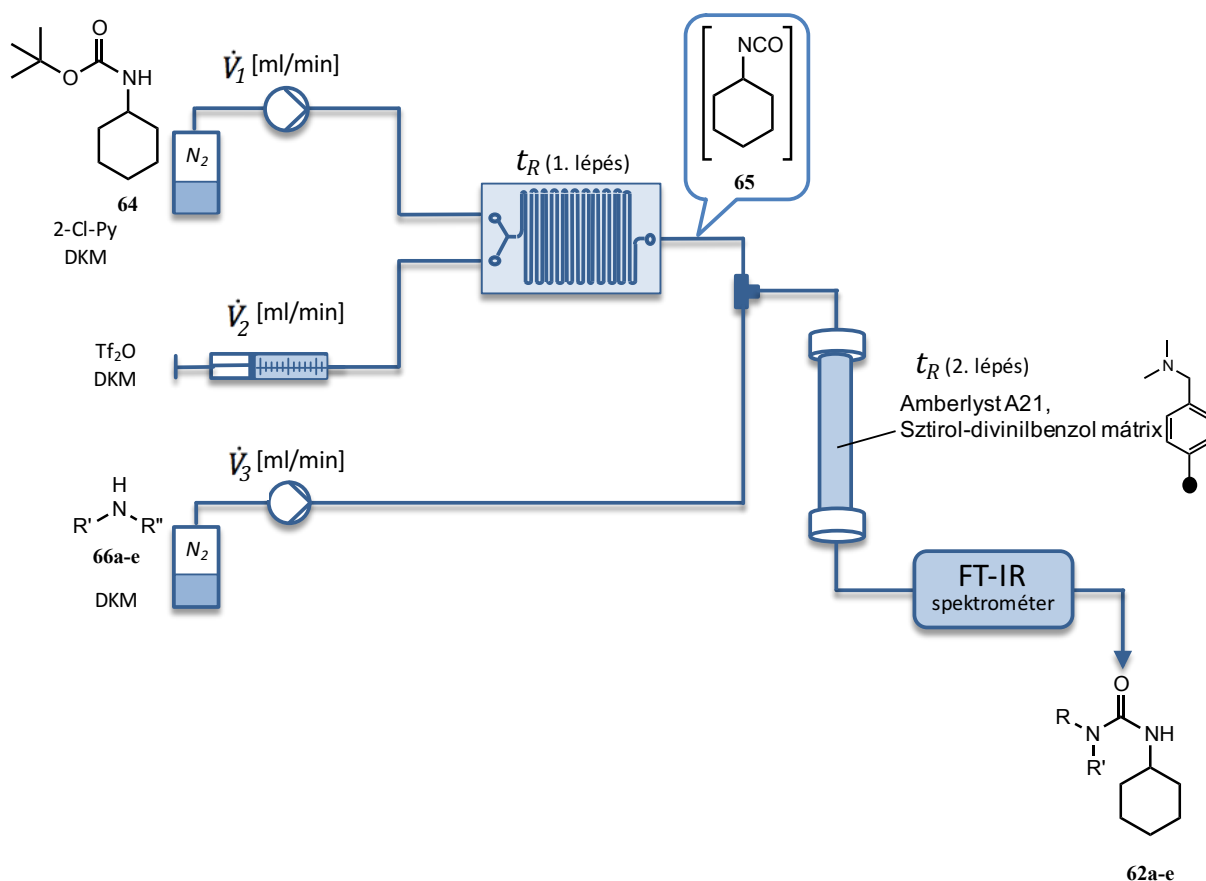 O
O
NH
64
2-Cl-Py
DKM
N2
V̇1 [ml/min]
tR (1. lépés)
NCO
65
Tf2O
DKM
V̇2 [ml/min]
tR (2. lépés)
Amberlyst A21,
Sztirol-divinilbenzol mátrix
N
V̇3 [ml/min]
H
N
R' R"
66a-e
DKM
N2
FT-IR
spektrométer
O
R
N
NH
R'
62a-e